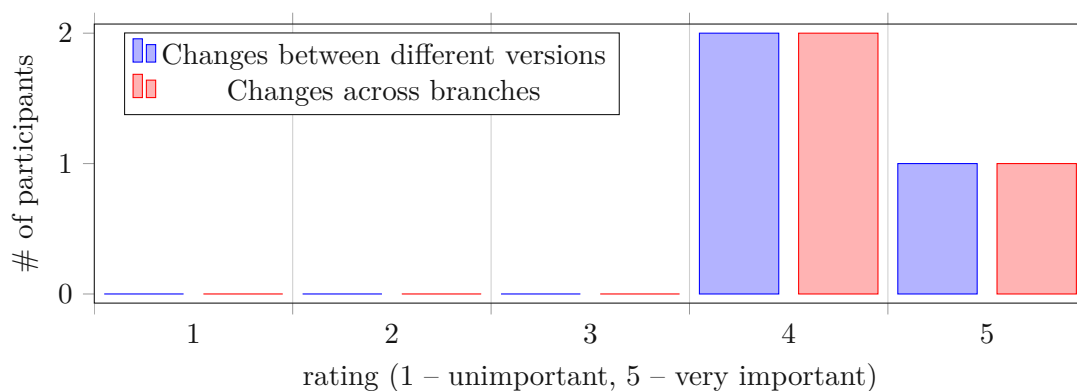 2
1
0
# of participants
Changes between different versions
Changes across branches
1 2 3 4 5
rating (1 – unimportant, 5 – very important)